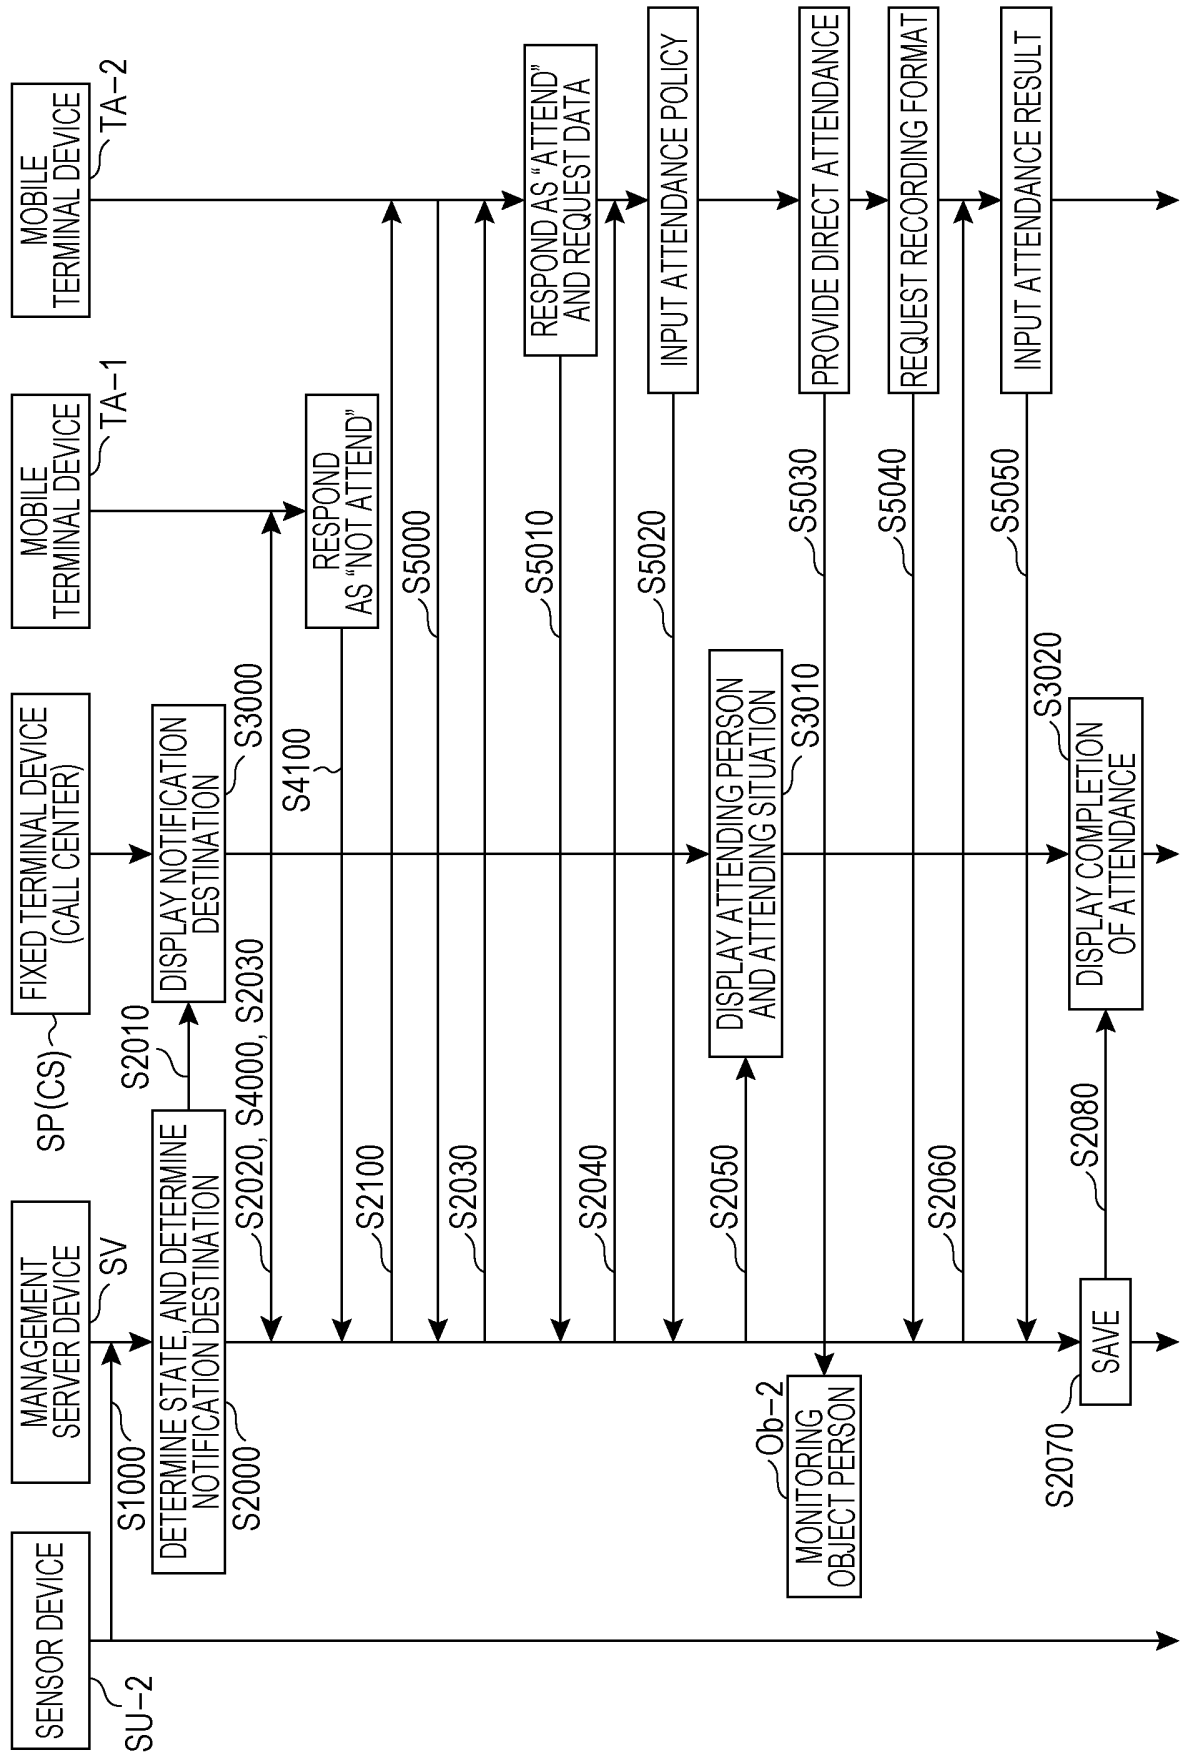 SENSOR DEVICE
SU-2
MANAGEMENT
SERVER DEVICE
SV
FIXED TERMINAL DEVICE
(CALL CENTER)
SP(CS)
MOBILE
TERMINAL DEVICE
TA-1
MOBILE
TERMINAL DEVICE
TA-2
S1000
DETERMINE STATE, AND DETERMINE
NOTIFICATION DESTINATION
S2000
S2010
DISPLAY NOTIFICATION
DESTINATION
S3000
S2020, S4000, S2030
RESPOND
AS “NOT ATTEND”
S4100
S2100
S5000
S2030
RESPOND AS “ATTEND”
AND REQUEST DATA
S5010
S2040
INPUT ATTENDANCE POLICY
S5020
S2050
DISPLAY ATTENDING PERSON
AND ATTENDING SITUATION
S3010
PROVIDE DIRECT ATTENDANCE
S5030
Ob-2
MONITORING
OBJECT PERSON
REQUEST RECORDING FORMAT
S5040
S2060
INPUT ATTENDANCE RESULT
S5050
SAVE
S2070
S2080
DISPLAY COMPLETION
OF ATTENDANCE
S3020